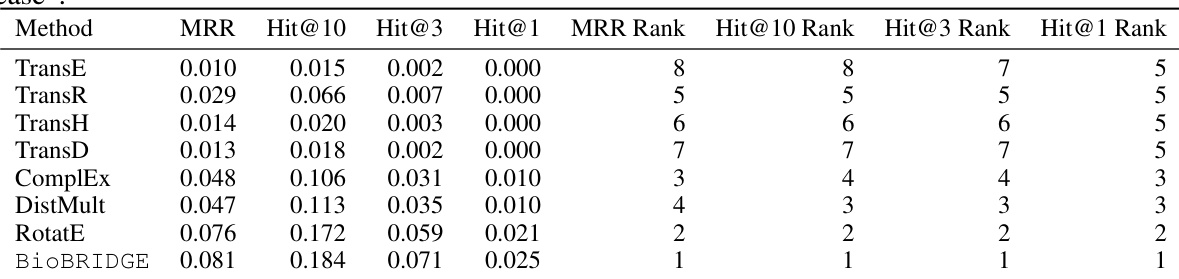 Method MRR Hit@10 Hit@3 Hit@1 MRR Rank Hit@10 Rank Hit@3 Rank Hit@1 Rank
TransE 0.010 0.015 0.002 0.000 8 8 7 5
TransR 0.029 0.066 0.007 0.000 5 5 5 5
TransH 0.014 0.020 0.003 0.000 6 6 6 5
TransD 0.013 0.018 0.002 0.000 7 7 7 5
ComplEx 0.048 0.106 0.031 0.010 3 4 4 3
DistMult 0.047 0.113 0.035 0.010 4 3 3 3
RotatE 0.076 0.172 0.059 0.021 2 2 2 2
BioBRIDGE 0.081 0.184 0.071 0.025 1 1 1 1